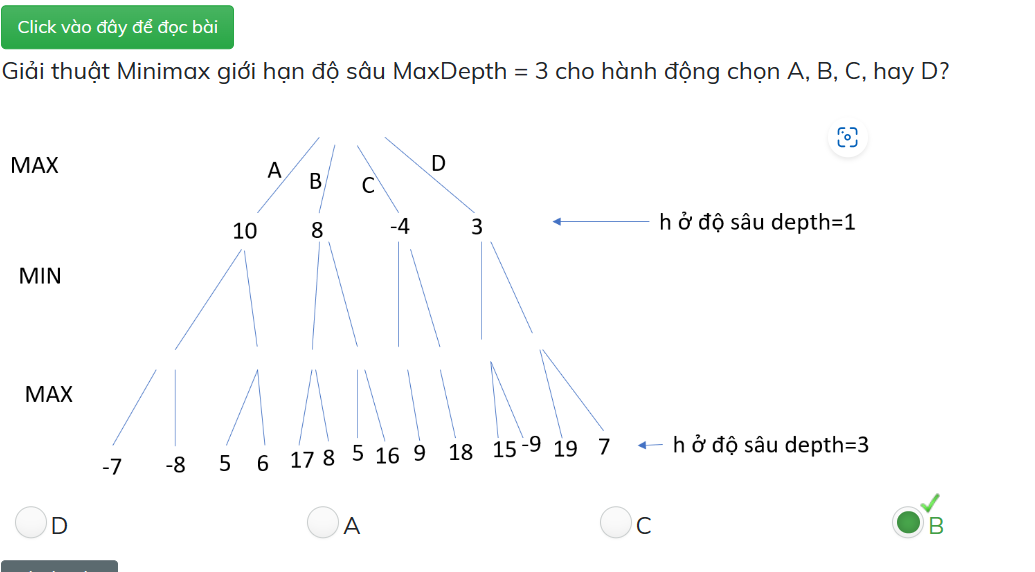 Click vào đây để đọc bài
Giải thuật Minimax giới hạn độ sâu MaxDepth = 3 cho hành động chọn A, B, C, hay D?
MAX
A B C D
10 8 -4 3
h ở độ sâu depth=1
MIN
MAX
-7 -8 5 6 17 8 5 16 9 18 15 -9 19 7
h ở độ sâu depth=3
D
A
C
B